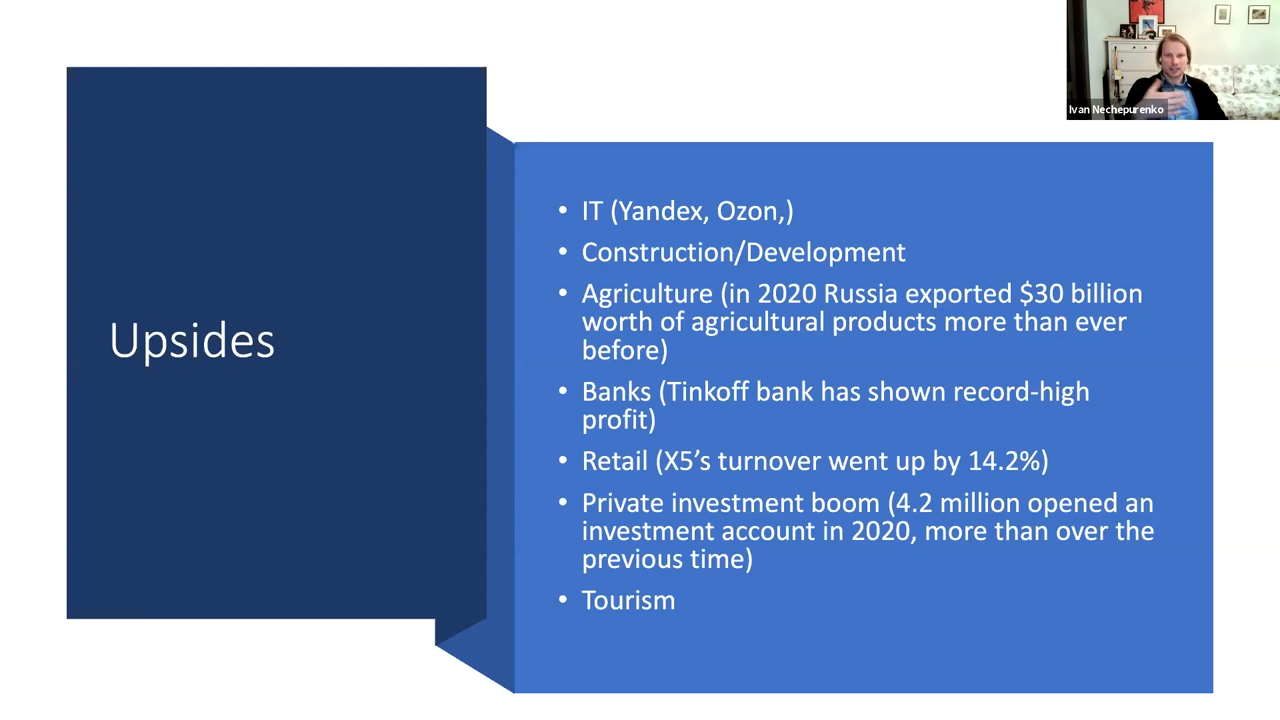 Ivan Nechepurenko
Upsides
• IT (Yandex, Ozon,)
• Construction/Development
• Agriculture (in 2020 Russia exported $30 billion
worth of agricultural products more than ever
before)
• Banks (Tinkoff bank has shown record-high
profit)
• Retail (X5’s turnover went up by 14.2%)
• Private investment boom (4.2 million opened an
investment account in 2020, more than over the
previous time)
• Tourism